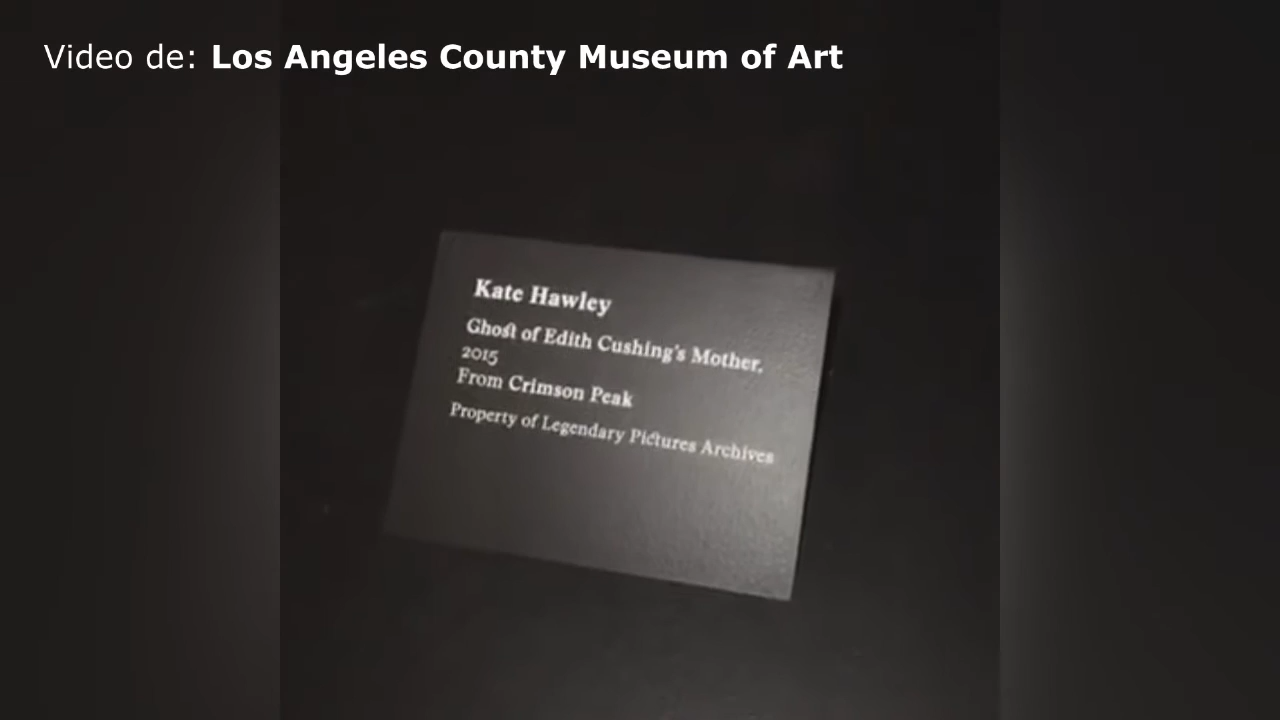 Video de: Los Angeles County Museum of Art
Kate Hawley
Ghost of Edith Cushing's Mother,
2015
From Crimson Peak
Property of Legendary Pictures Archives